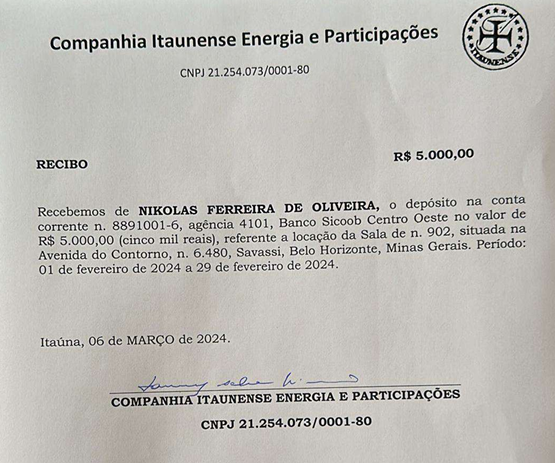 Companhia Itaunense Energia e Participações
ITAUNENSE
CNPJ 21.254.073/0001-80
RECIBO
R$ 5.000,00
Recebemos de NIKOLAS FERREIRA DE OLIVEIRA, o depósito na conta
corrente n. 8891001-6, agência 4101, Banco Sicoob Centro Oeste no valor de
R$ 5.000,00 (cinco mil reais), referente a locação da Sala de n. 902, situada na
Avenida do Contorno, n. 6.480, Savassi, Belo Horizonte, Minas Gerais. Período:
01 de fevereiro de 2024 a 29 de fevereiro de 2024.
Itaúna, 06 de MARÇO de 2024.
COMPANHIA ITAUNENSE ENERGIA E PARTICIPAÇÕES
CNPJ 21.254.073/0001-80